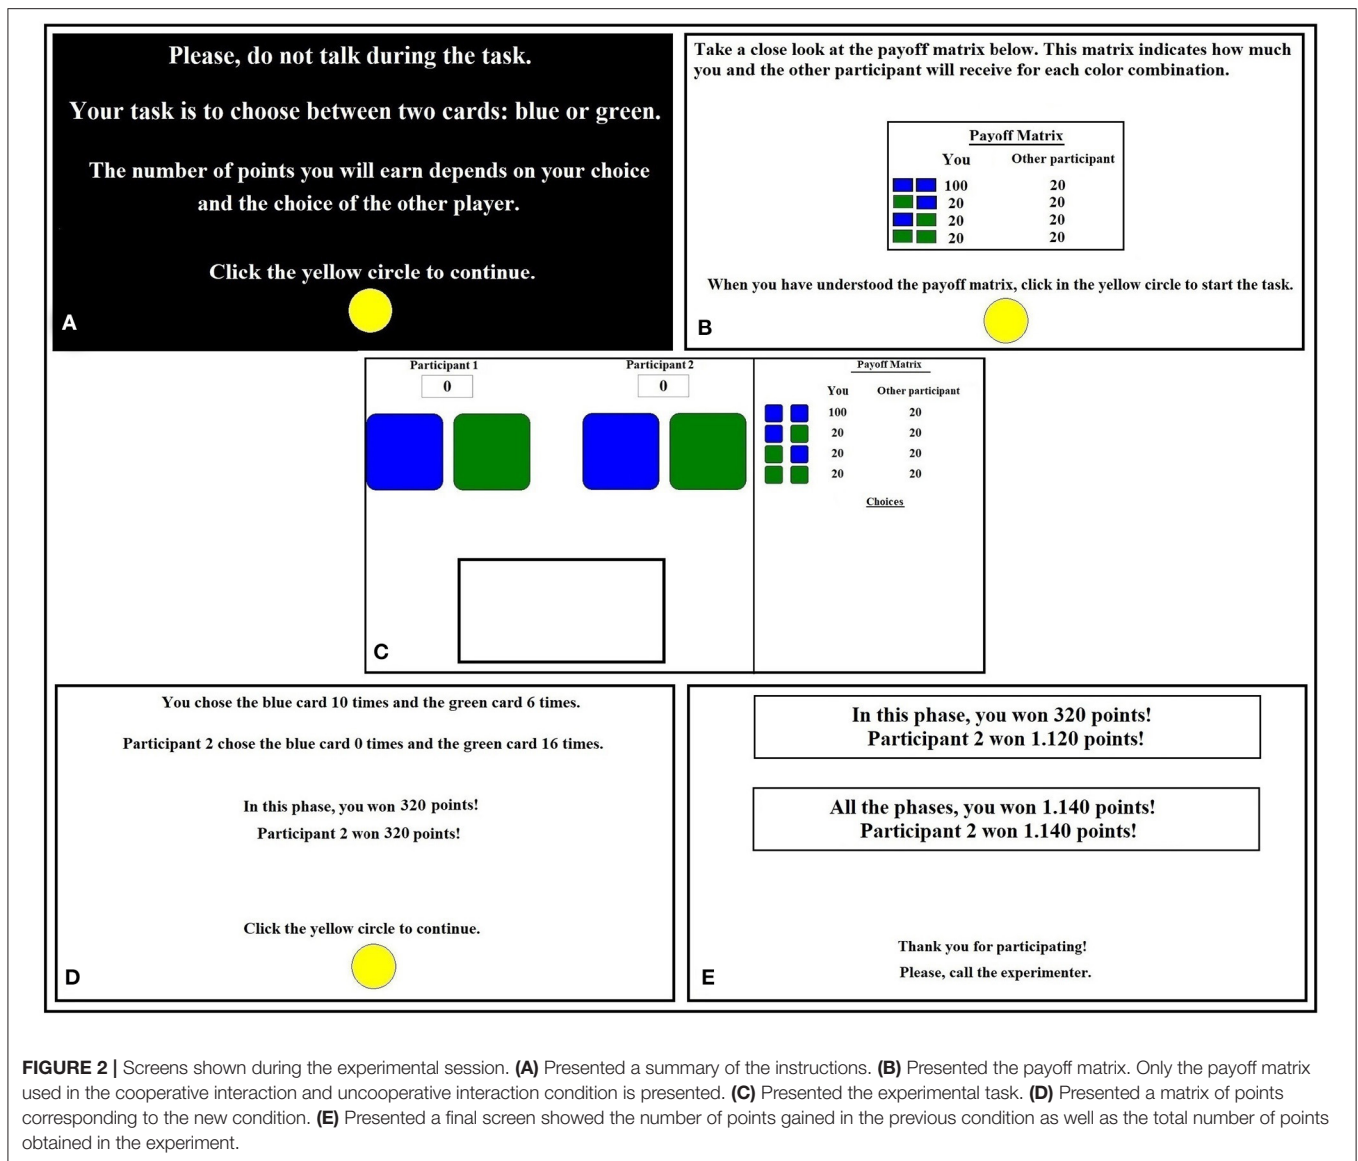 Please, do not talk during the task.
Your task is to choose between two cards: blue or green.
The number of points you will earn depends on your choice
and the choice of the other player.
Click the yellow circle to continue.
A
Take a close look at the payoff matrix below. This matrix indicates how much
you and the other participant will receive for each color combination.
Payoff Matrix
You Other participant
100 20
20 20
20 20
20 20
When you have understood the payoff matrix, click in the yellow circle to start the task.
B
Participant 1 Participant 2
0 0
Payoff Matrix
You Other participant
100 20
20 20
20 20
20 20
Choices
C
You chose the blue card 10 times and the green card 6 times.
Participant 2 chose the blue card 0 times and the green card 16 times.
In this phase, you won 320 points!
Participant 2 won 320 points!
Click the yellow circle to continue.
D
In this phase, you won 320 points!
Participant 2 won 1.120 points!
All the phases, you won 1.140 points!
Participant 2 won 1.140 points!
Thank you for participating!
Please, call the experimenter.
E
FIGURE 2 | Screens shown during the experimental session. (A) Presented a summary of the instructions. (B) Presented the payoff matrix. Only the payoff matrix
used in the cooperative interaction and uncooperative interaction condition is presented. (C) Presented the experimental task. (D) Presented a matrix of points
corresponding to the new condition. (E) Presented a final screen showed the number of points gained in the previous condition as well as the total number of points
obtained in the experiment.